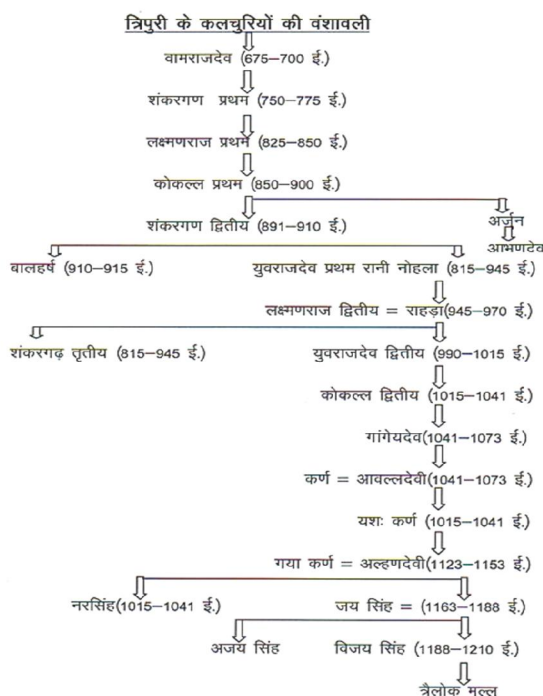 त्रिपुरी के कलचुरियों की वंशावली
वामराजदेव (675–700 ई.)
शंकरगण प्रथम (750–775 ई.)
लक्ष्मणराज प्रथम (825–850 ई.)
कोकल्ल प्रथम (850–900 ई.)
शंकरगण द्वितीय (891–910 ई.)
अर्जुन
आभणदेव
बालहर्ष (910–915 ई.)
युवराजदेव प्रथम रानी नोहला (815–945 ई.)
लक्ष्मणराज द्वितीय = राहड़ा(945–970 ई.)
शंकरगढ़ तृतीय (815–945 ई.)
युवराजदेव द्वितीय (990–1015 ई.)
कोकल्ल द्वितीय (1015–1041 ई.)
गांगेयदेव(1041–1073 ई.)
कर्ण = आवल्लदेवी(1041–1073 ई.)
यशः कर्ण (1015–1041 ई.)
गया कर्ण = अल्हणदेवी(1123–1153 ई.)
नरसिंह(1015–1041 ई.)
जय सिंह = (1163–1188 ई.)
अजय सिंह
विजय सिंह (1188–1210 ई.)
त्रैलोक मल्ल